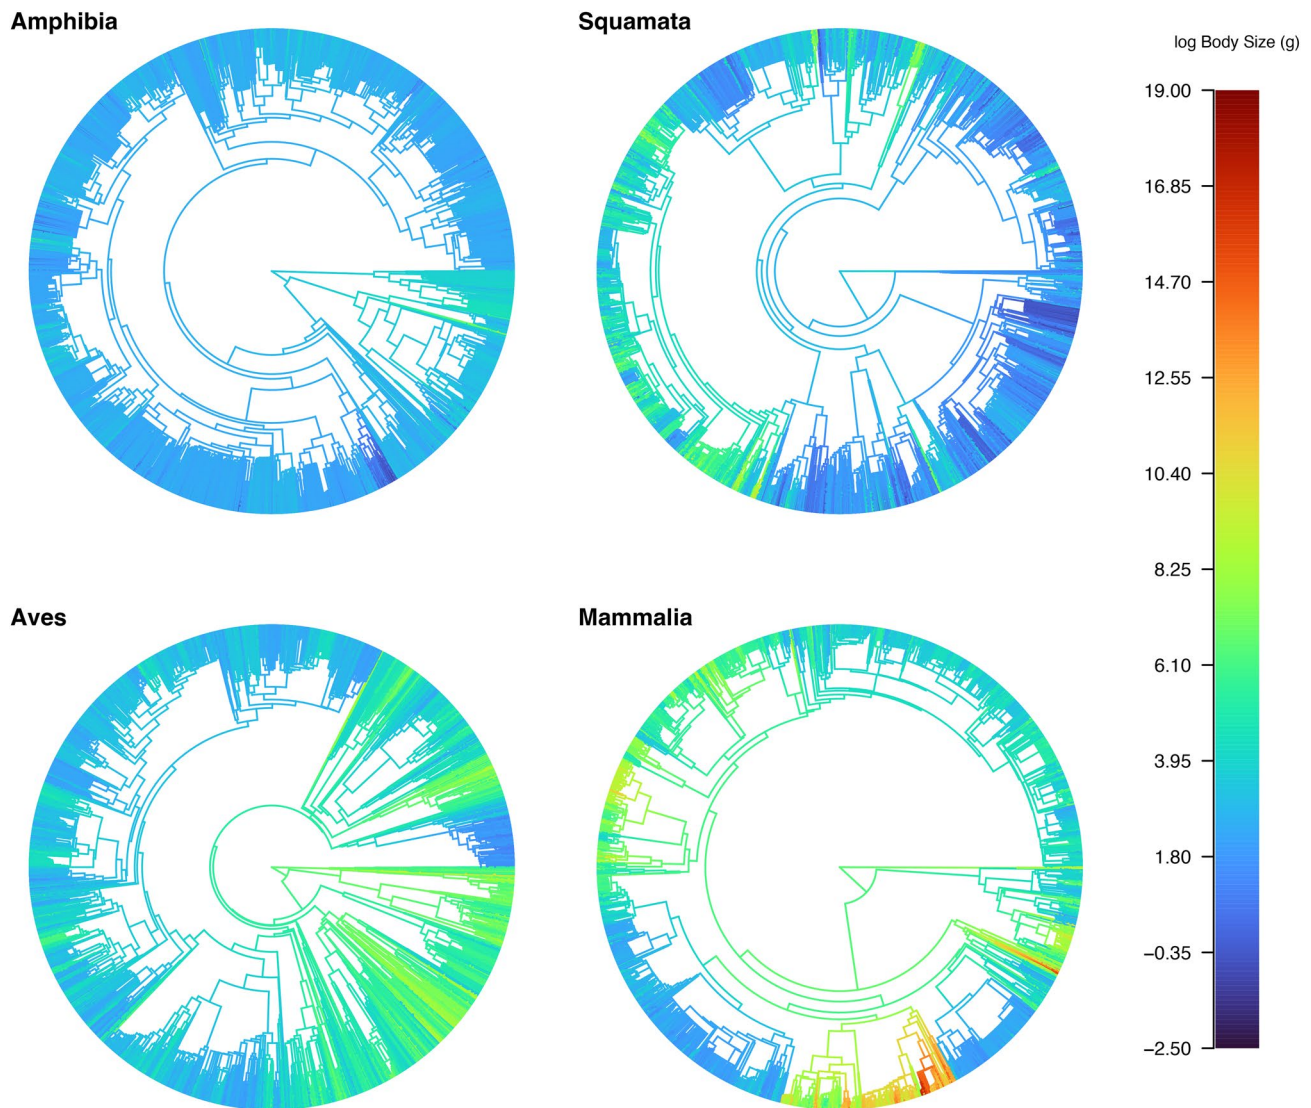 Amphibia
Squamata
log Body Size (g)
19.00
16.85
14.70
12.55
10.40
8.25
6.10
3.95
1.80
−0.35
−2.50
Aves
Mammalia